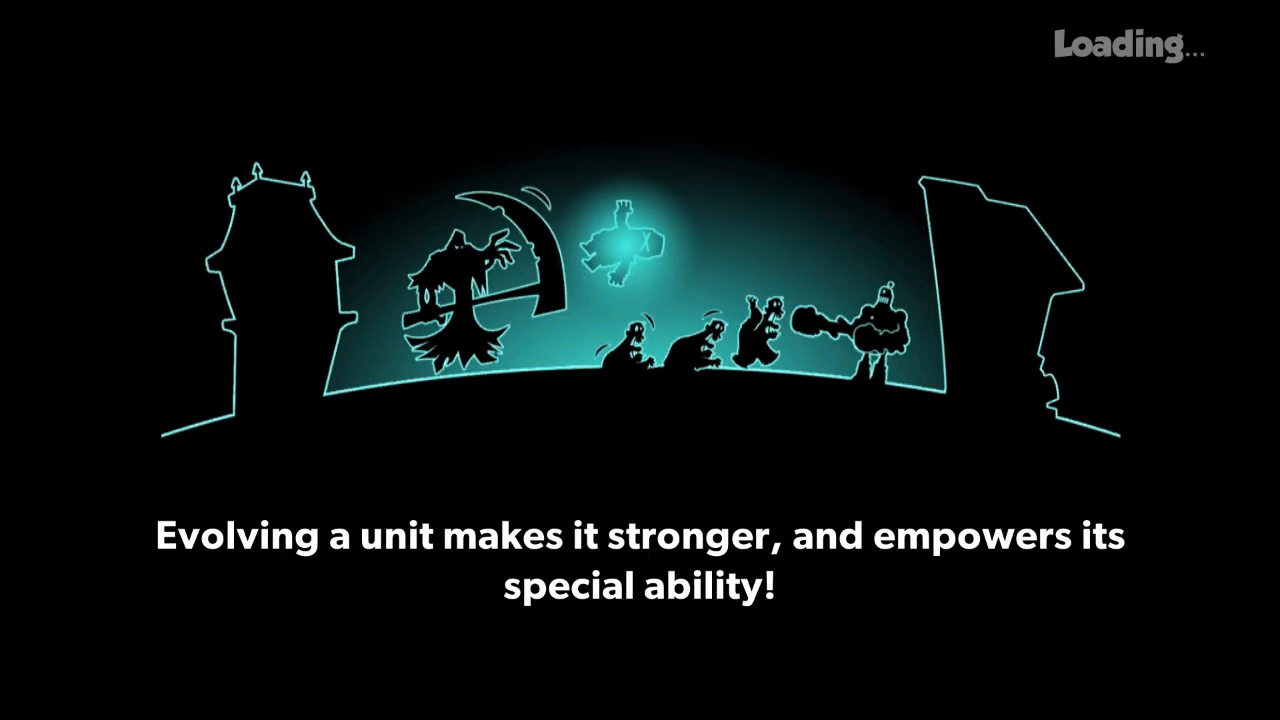 Loading...
Evolving a unit makes it stronger, and empowers its
special ability!